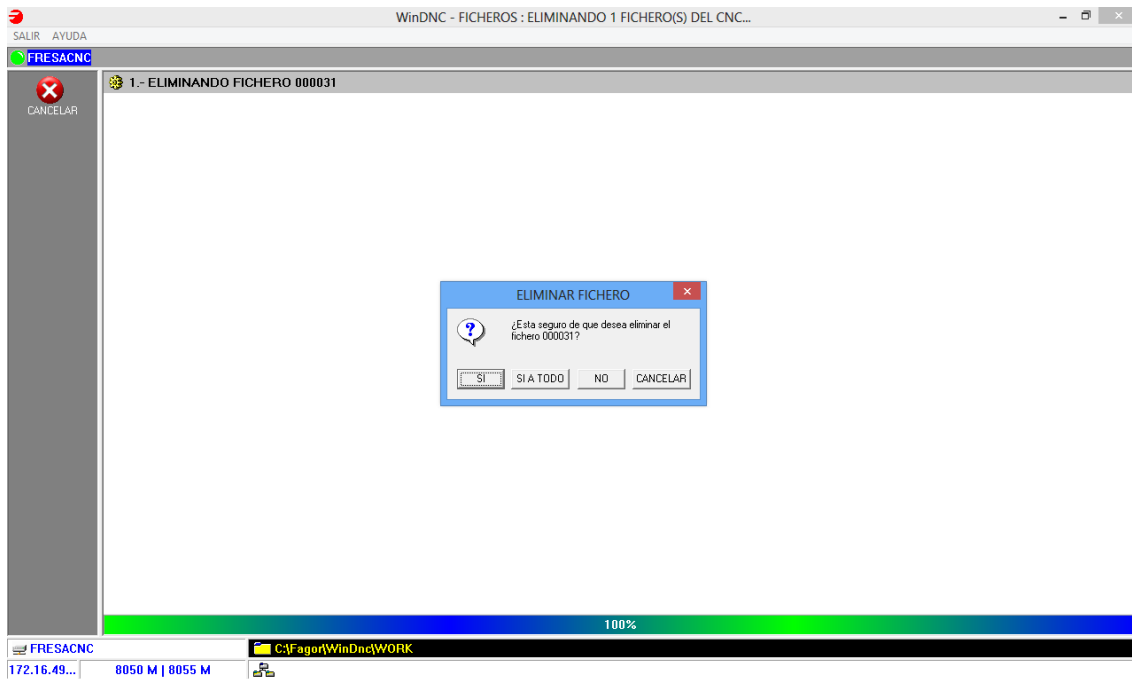 WinDNC - FICHEROS : ELIMINANDO 1 FICHERO(S) DEL CNC...
SALIR AYUDA
FRESACNC
CANCELAR
1.- ELIMINANDO FICHERO 000031
ELIMINAR FICHERO
¿Esta seguro de que desea eliminar el
fichero 000031?
SI SI A TODO NO CANCELAR
100%
FRESACNC C:\Fagor\WinDnc\WORK
172.16.49... 8050 M | 8055 M